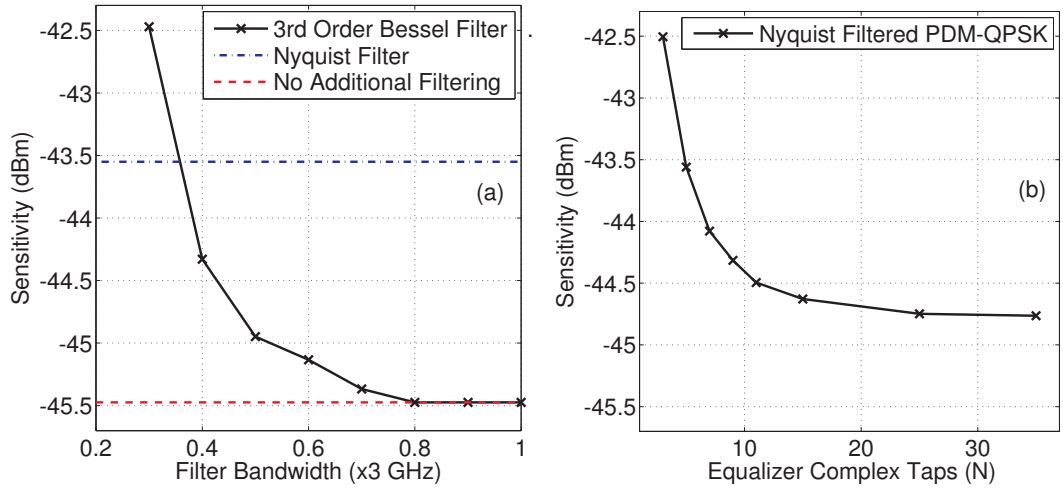 3rd Order Bessel Filter
Nyquist Filter
No Additional Filtering
.
(a)
-42.5
-43
-43.5
-44
-44.5
-45
-45.5
Sensitivity (dBm)
0.2 0.4 0.6 0.8 1
Filter Bandwidth (x3 GHz)
Nyquist Filtered PDM-QPSK
(b)
-42.5
-43
-43.5
-44
-44.5
-45
-45.5
Sensitivity (dBm)
10 20 30
Equalizer Complex Taps (N)